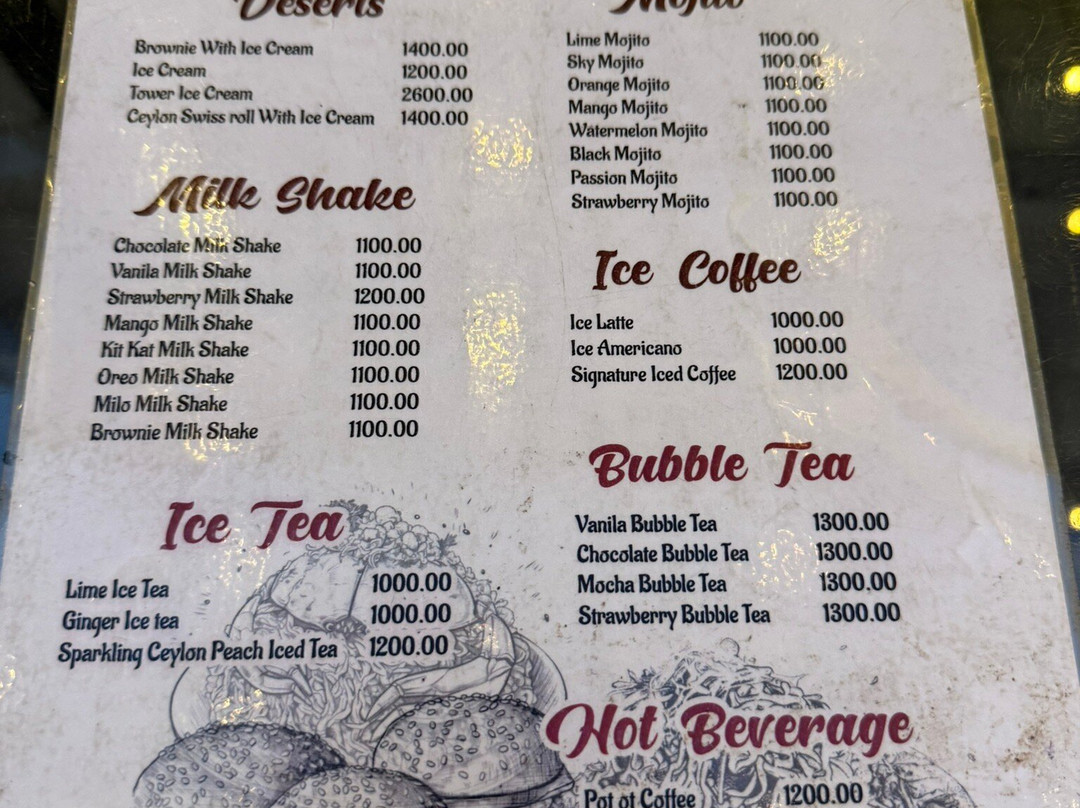 Deserts
Brownie With Ice Cream 1400.00
Ice Cream 1200.00
Tower Ice Cream 2600.00
Ceylon Swiss roll With Ice Cream 1400.00
Milk Shake
Chocolate Milk Shake 1100.00
Vanila Milk Shake 1100.00
Strawberry Milk Shake 1200.00
Mango Milk Shake 1100.00
Kit Kat Milk Shake 1100.00
Oreo Milk Shake 1100.00
Milo Milk Shake 1100.00
Brownie Milk Shake 1100.00
Ice Tea
Lime Ice Tea 1000.00
Ginger Ice tea 1000.00
Sparkling Ceylon Peach Iced Tea 1200.00
Mojito
Lime Mojito 1100.00
Sky Mojito 1100.00
Orange Mojito 1100.00
Mango Mojito 1100.00
Watermelon Mojito 1100.00
Black Mojito 1100.00
Passion Mojito 1100.00
Strawberry Mojito 1100.00
Ice Coffee
Ice Latte 1000.00
Ice Americano 1000.00
Signature Iced Coffee 1200.00
Bubble Tea
Vanila Bubble Tea 1300.00
Chocolate Bubble Tea 1300.00
Mocha Bubble Tea 1300.00
Strawberry Bubble Tea 1300.00
Hot Beverage
Pot of Coffee 1200.00